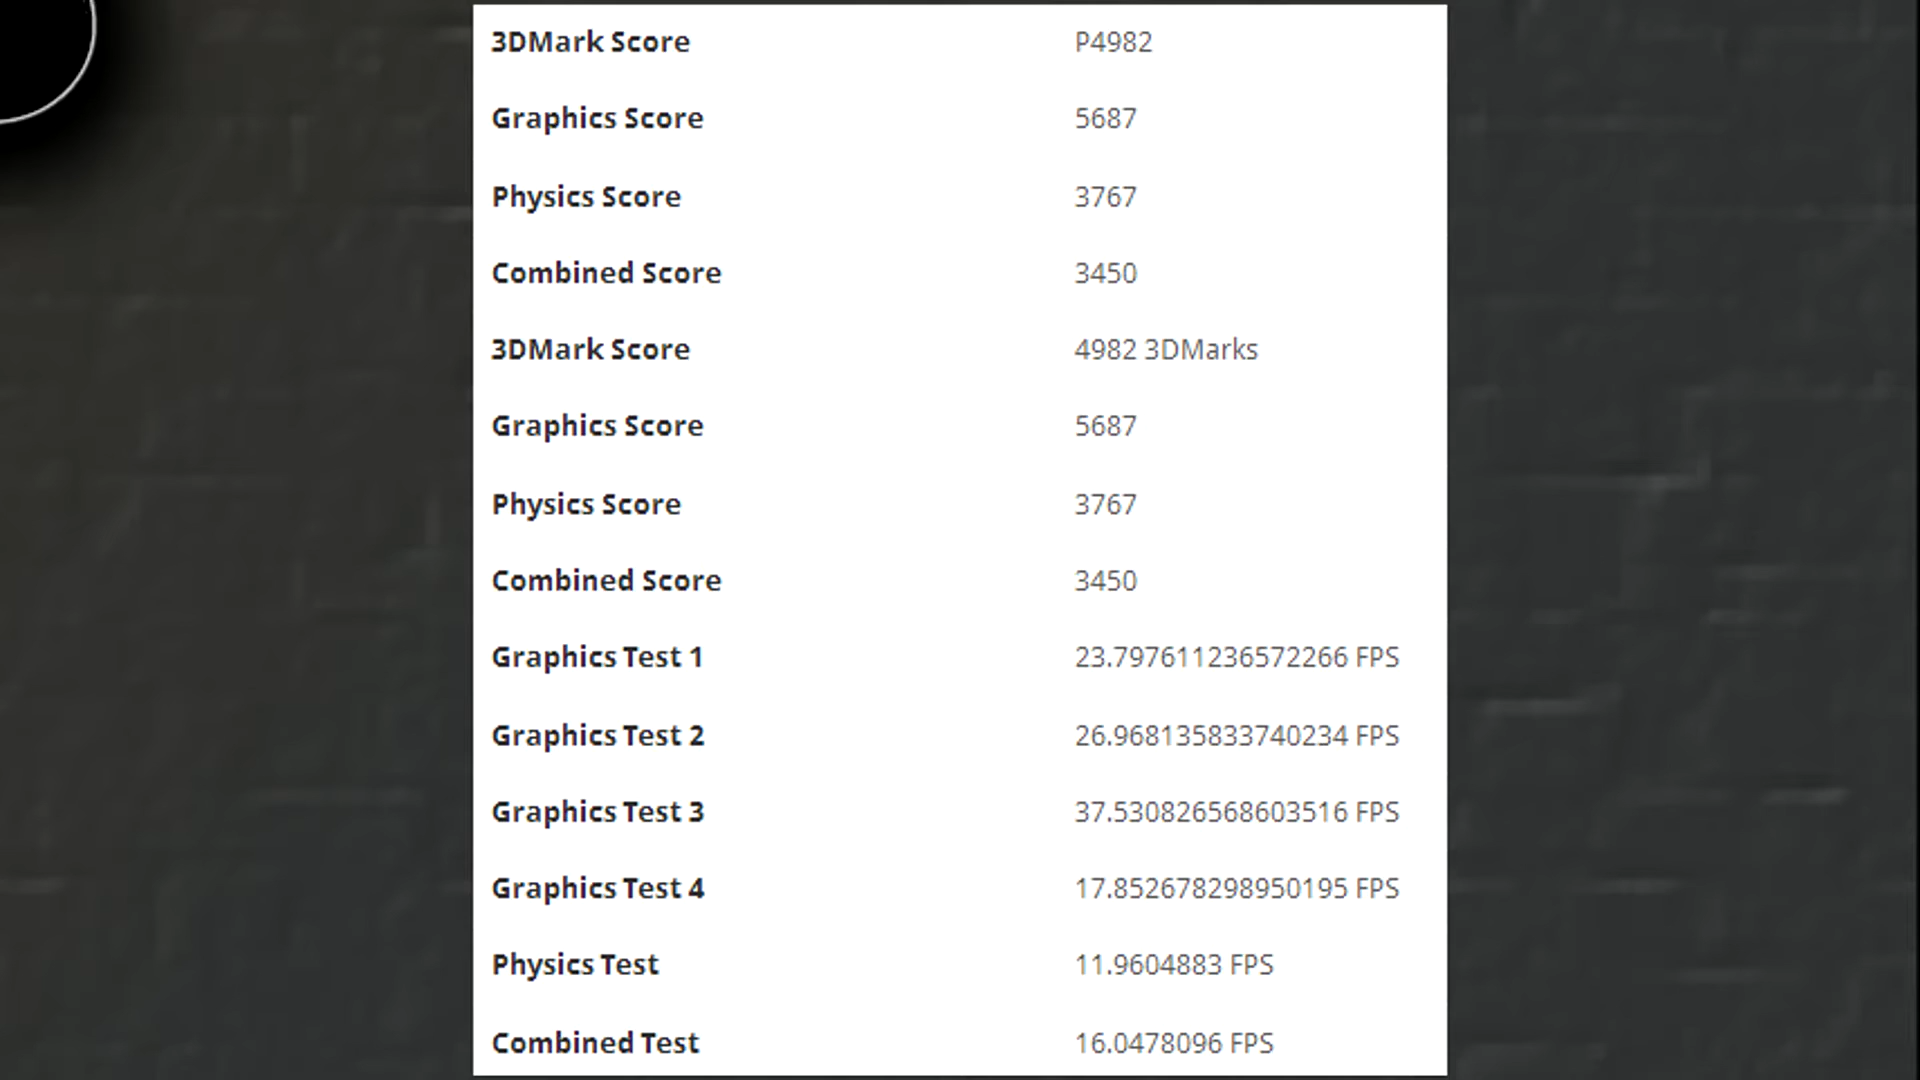 3DMark Score P4982
Graphics Score 5687
Physics Score 3767
Combined Score 3450
3DMark Score 4982 3DMarks
Graphics Score 5687
Physics Score 3767
Combined Score 3450
Graphics Test 1 23.797611236572266 FPS
Graphics Test 2 26.968135833740234 FPS
Graphics Test 3 37.530826568603516 FPS
Graphics Test 4 17.852678298950195 FPS
Physics Test 11.9604883 FPS
Combined Test 16.0478096 FPS